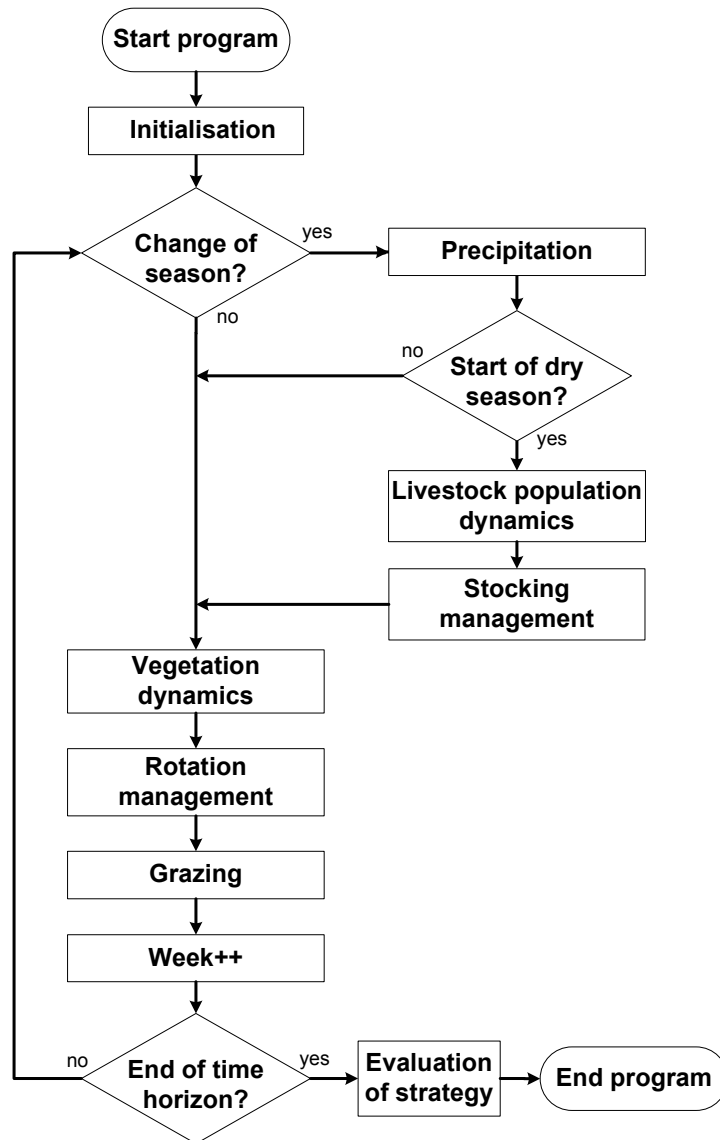 Start program
Initialisation
Change of
season?
yes
no
Precipitation
Start of dry
season?
no
yes
Livestock population
dynamics
Stocking
management
Vegetation
dynamics
Rotation
management
Grazing
Week++
End of time
horizon?
no
yes
Evaluation
of strategy
End program